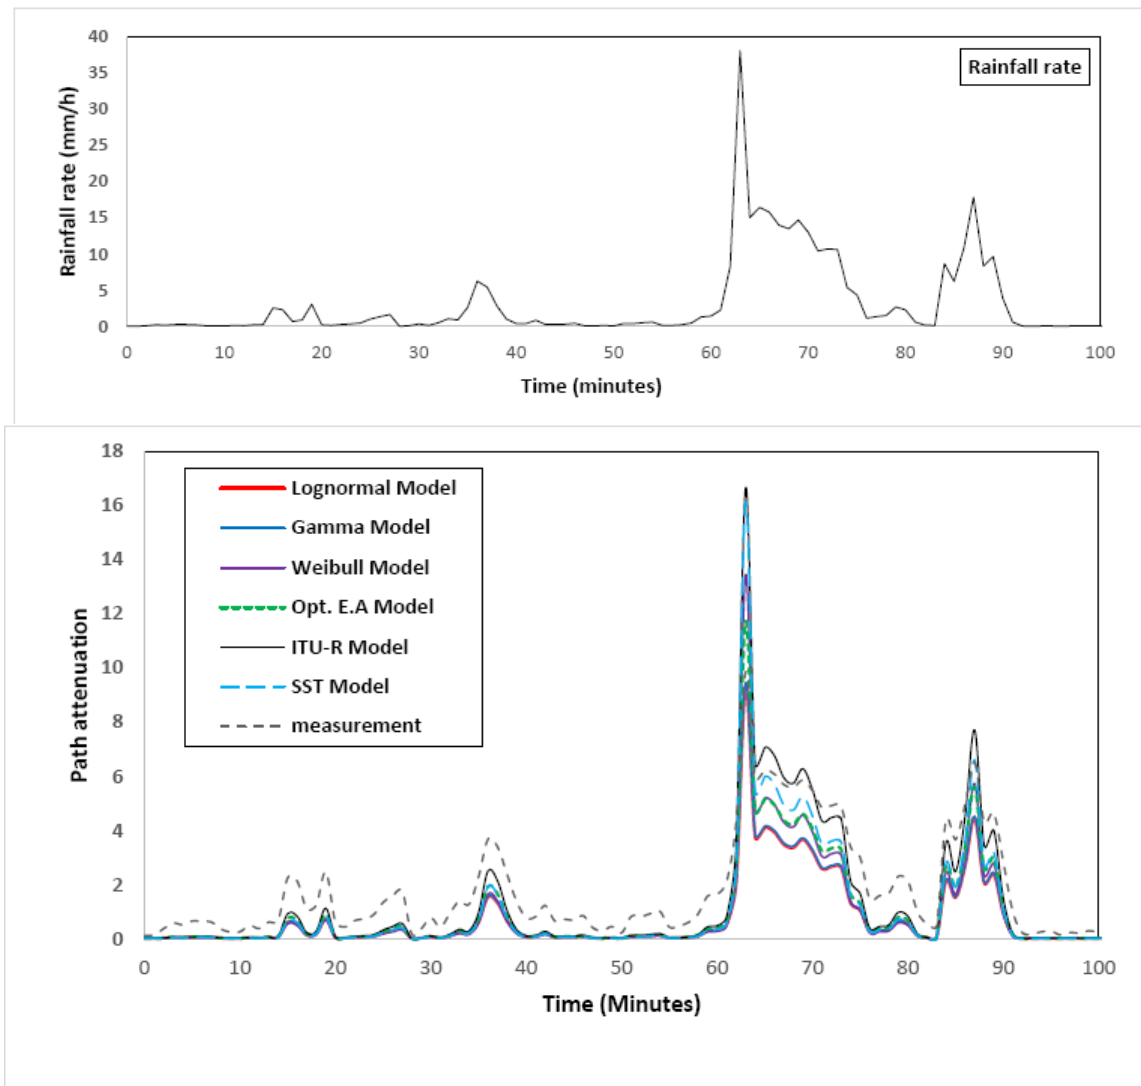 40
35
30
25
20
15
10
5
0
Rainfall rate (mm/h)
Rainfall rate
0 10 20 30 40 50 60 70 80 90 100
Time (minutes)
18
16
14
12
10
8
6
4
2
0
Path attenuation
Lognormal Model
Gamma Model
Weibull Model
Opt. E.A Model
ITU-R Model
SST Model
measurement
0 10 20 30 40 50 60 70 80 90 100
Time (Minutes)